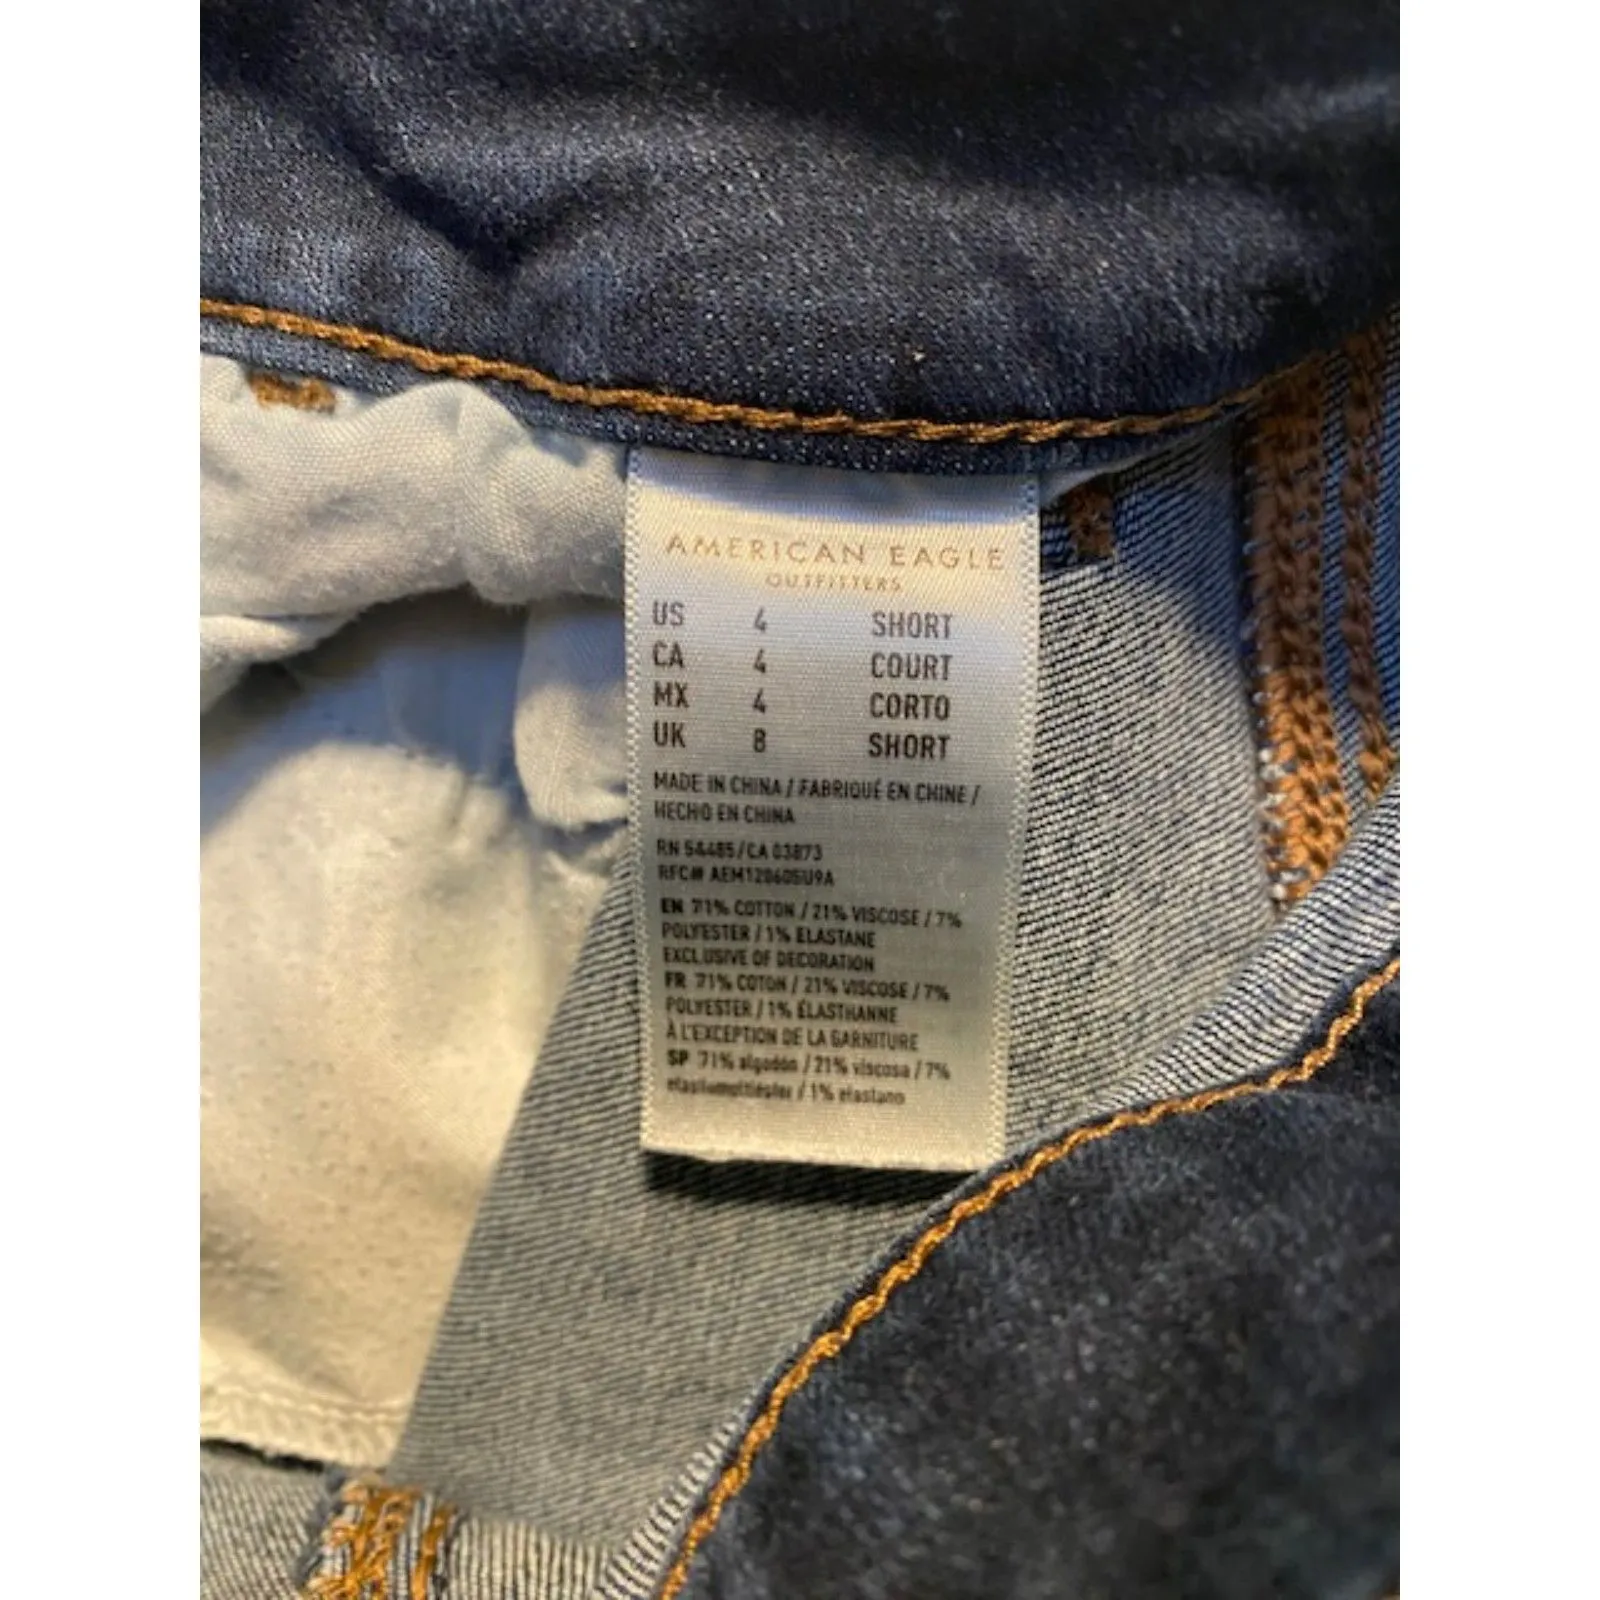 AMERICAN EAGLE
OUTFITTERS
US 4 SHORT
CA 4 COURT
MX 4 CORTO
UK 8 SHORT
MADE IN CHINA / FABRIQUÉ EN CHINE /
HECHO EN CHINA
RN 54485/CA 03873
RFC# AEM120605U9A
EN 71% COTTON / 21% VISCOSE / 7%
POLYESTER / 1% ELASTANE
EXCLUSIVE OF DECORATION
FR 71% COTON / 21% VISCOSE / 7%
POLYESTER / 1% ÉLASTHANNE
À L'EXCEPTION DE LA GARNITURE
SP 71% algodón / 21% viscosa / 7%
/ 1% elastano